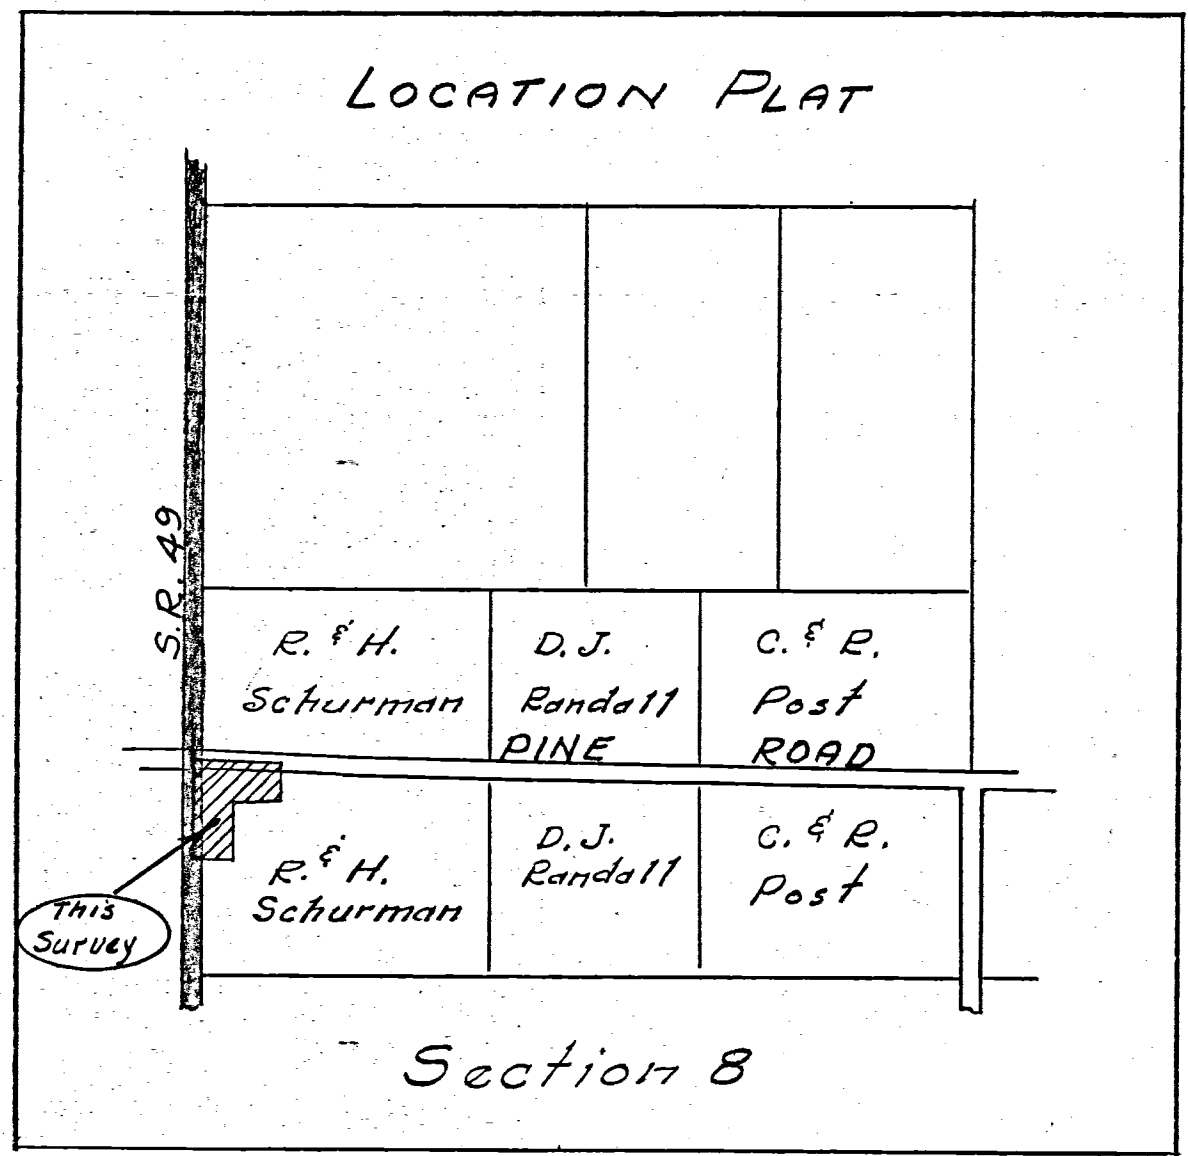 LOCATION PLAT
S.R. 49
R. & H.
Schurman
D. J.
Randall
C. & R.
Post
PINE ROAD
R. & H.
Schurman
D. J.
Randall
C. & R.
Post
This
Survey
Section 8